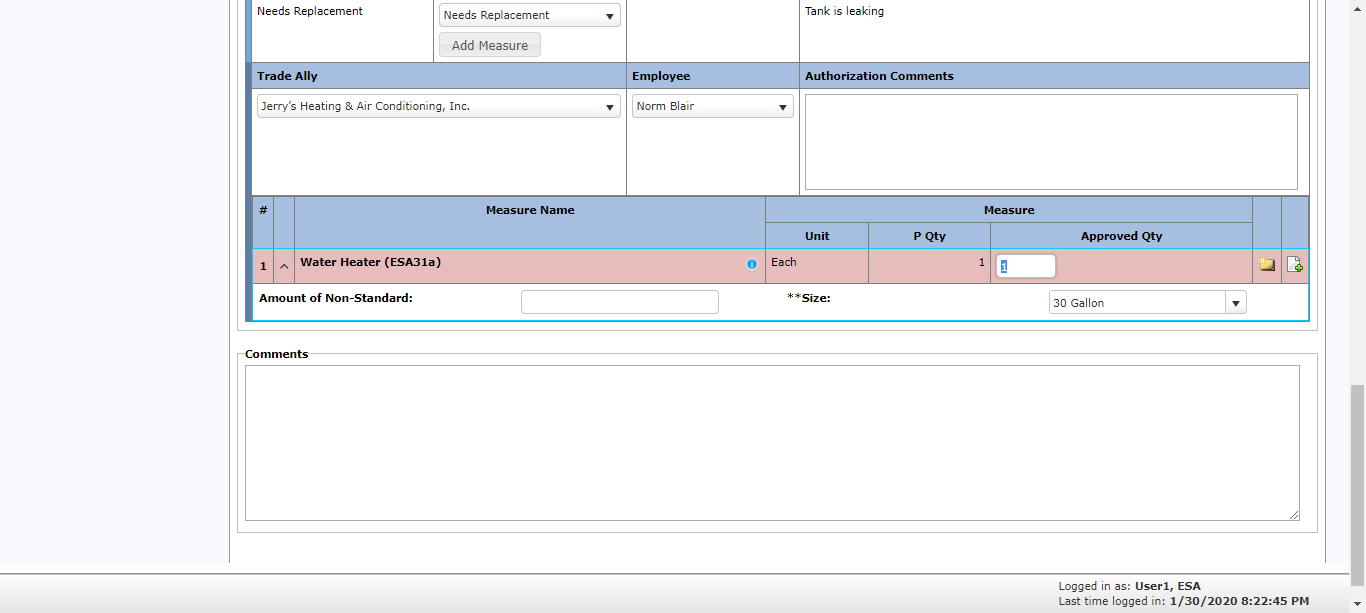 Needs Replacement
Needs Replacement
Tank is leaking
Add Measure
Trade Ally
Employee
Authorization Comments
Jerry’s Heating & Air Conditioning, Inc.
Norm Blair
#
Measure Name
Measure
Unit
P Qty
Approved Qty
1
Water Heater (ESA31a)
Each
1
1
Amount of Non-Standard:
**Size:
30 Gallon
Comments
Logged in as: User1, ESA
Last time logged in: 1/30/2020 8:22:45 PM